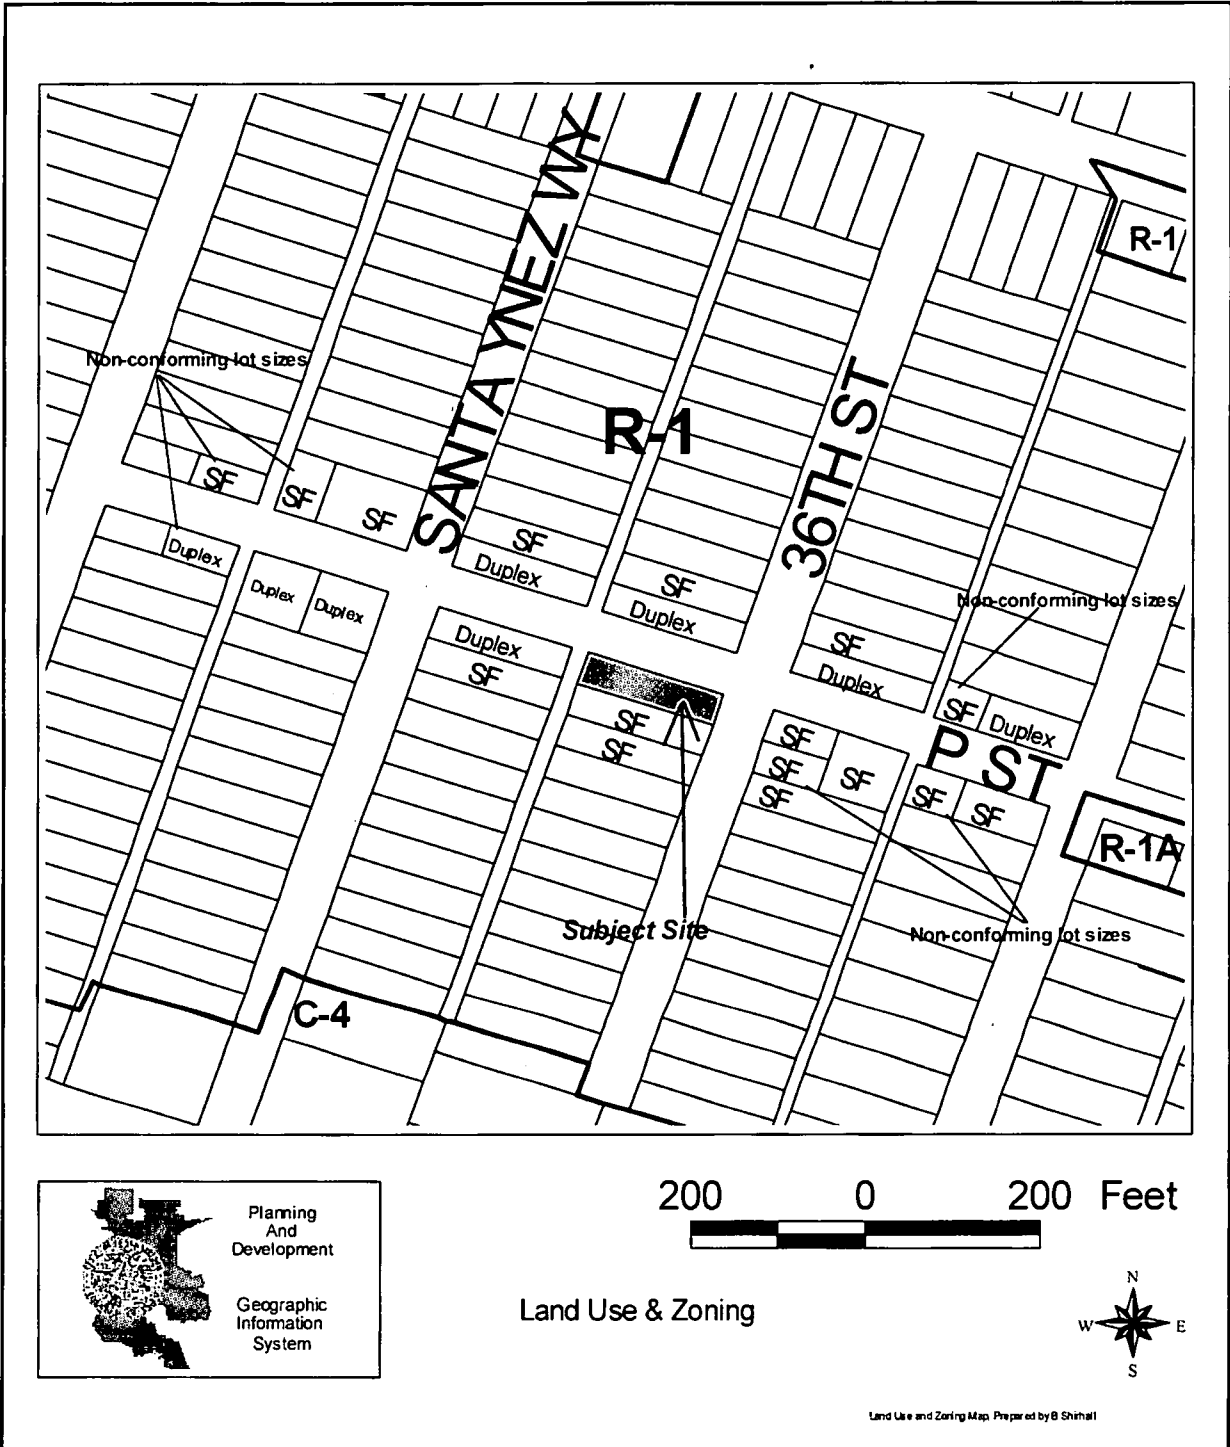 SANTA YNEZ WY
R-1
Non-conforming lot sizes
R-1
36TH ST
SF
SF
SF
SF
Duplex
Duplex
SF
Duplex
Non-conforming lot sizes
Duplex
Duplex
Duplex
SF
SF
Duplex
SF
Duplex
SF
Duplex
P ST
SF
SF
SF
SF
SF
SF
SF
SF
R-1A
Subject Site
Non-conforming lot sizes
C-4
Planning
And
Development
Geographic
Information
System
200 0 200 Feet
Land Use & Zoning
N
W E
S
Land Use and Zoning Map, Prepared by B Shirhall